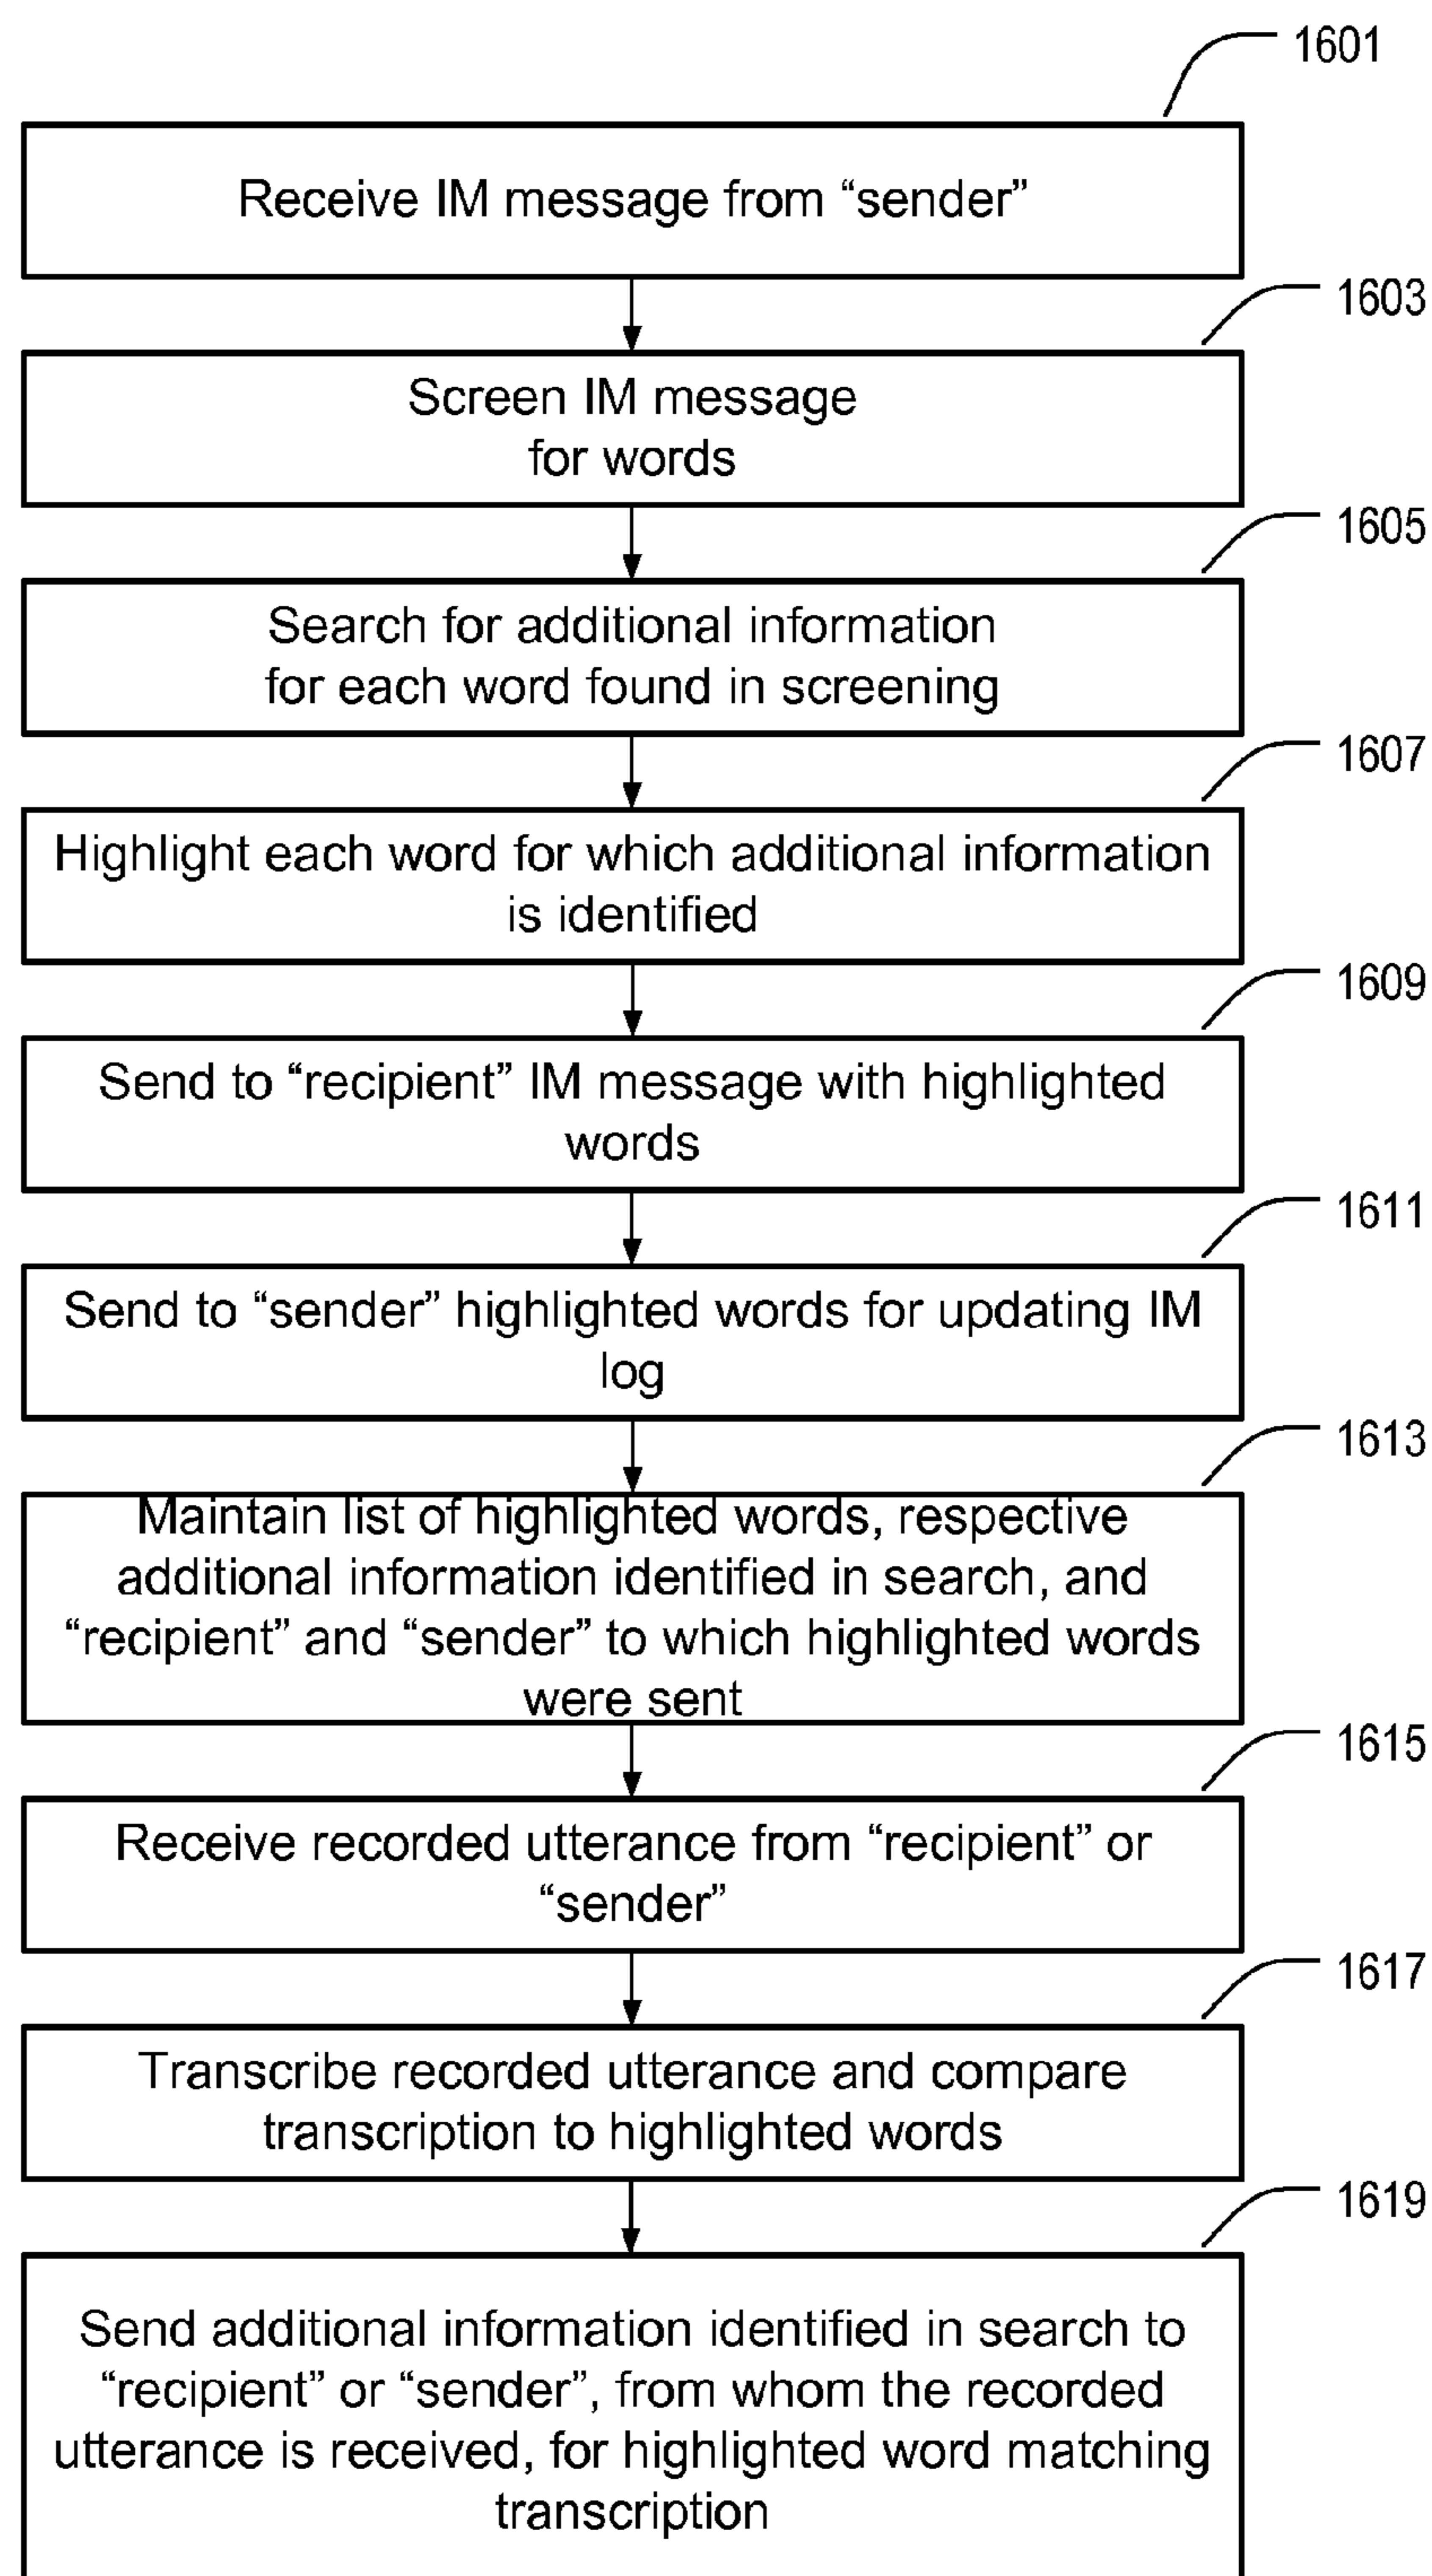 1601
Receive IM message from “sender”
1603
Screen IM message
for words
1605
Search for additional information
for each word found in screening
1607
Highlight each word for which additional information
is identified
1609
Send to “recipient” IM message with highlighted
words
1611
Send to “sender” highlighted words for updating IM
log
1613
Maintain list of highlighted words, respective
additional information identified in search, and
“recipient” and “sender” to which highlighted words
were sent
1615
Receive recorded utterance from “recipient” or
“sender”
1617
Transcribe recorded utterance and compare
transcription to highlighted words
1619
Send additional information identified in search to
“recipient” or “sender”, from whom the recorded
utterance is received, for highlighted word matching
transcription